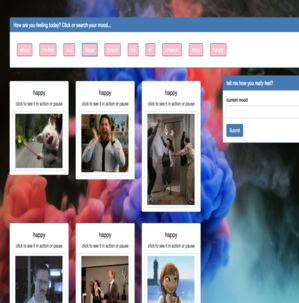 How are you feeling today? Click or search your mood...
happy
tell me how you really feel?
current mood
Submit
happy
click to see it in action or pause
happy
click to see it in action or pause
happy
click to see it in action or pause
happy
click to see it in action or pause
happy
click to see it in action or pause
happy
click to see it in action or pause